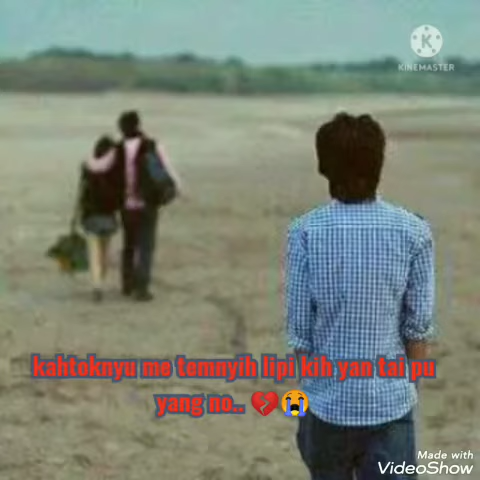 KINEMASTER
kahtoknyu me temnyih lipi kih yan tai pu
yang no.. 💔😭
Made with
VideoShow